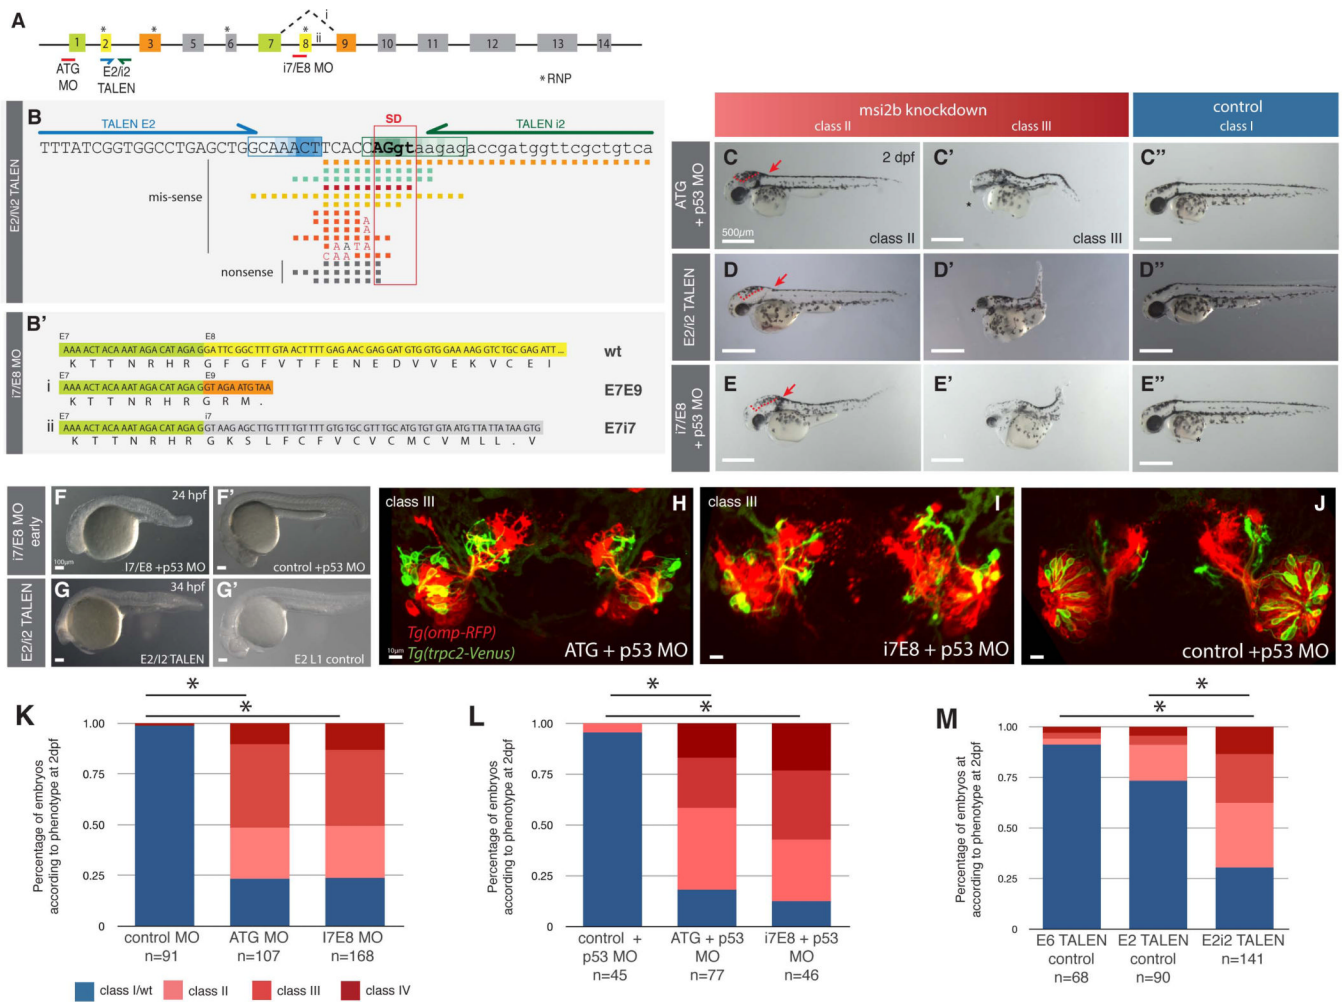 A
i
ii
1 2 3 5 6 7 8 9 10 11 12 13 14
* * * *
ATG MO
E2/i2 TALEN
i7/E8 MO
* RNP
E2/i2 TALEN
B
TALEN E2
SD
TALEN i2
TTTATCGGTGGCCTGAGCTGGCAAACTTCACCAGgtaagagaccgatggttcgctgtca
mis-sense
A
A
A A T A
C A A
nonsense
i7/E8 MO
B'
E7 E8
AAA ACT ACA AAT AGA CAT AGA G GA TTC GGC TTT GTA ACT TTT GAG AAC GAG GAT GTG GTG GAA AAG GTC TGC GAG ATT ...
wt
K T T N R H R G F G F V T F E N E D V V E K V C E I
i
E7 E9
AAA ACT ACA AAT AGA CAT AGA G GT AGA ATG TAA
E7E9
K T T N R H R G R M .
ii
E7 i7
AAA ACT ACA AAT AGA CAT AGA G GT AAG AGC TTG TTT TGT TTT GTG TGC GTT TGC ATG TGT GTA ATG TTA TTA TAA GTG
E7i7
K T T N R H R G K S L F C F V C V C M C V M L L . V
msi2b knockdown
class II
class III
control
class I
ATG + p53 MO
C
2 dpf
500µm
class II
C'
*
class III
C''
E2/i2 TALEN
D
D'
*
D''
i7/E8 + p53 MO
E
E'
E''
*
i7/E8 MO early
F
24 hpf
100µm
I7/E8 +p53 MO
F'
control +p53 MO
E2/i2 TALEN
G
34 hpf
E2/I2 TALEN
G'
E2 L1 control
class III
H
Tg(omp-RFP)
10µm
Tg(trpc2-Venus)
ATG + p53 MO
class III
I
i7E8 + p53 MO
J
control +p53 MO
K
*
*
Percentage of embryos
according to phenotype at 2dpf
1.00
0.75
0.50
0.25
0
control MO
n=91
ATG MO
n=107
I7E8 MO
n=168
L
*
*
Percentage of embryos
according to phenotype at 2dpf
1.00
0.75
0.50
0.25
0
control +
p53 MO
n=45
ATG + p53
MO
n=77
i7E8 + p53
MO
n=46
M
*
*
Percentage of embryos at
according to phenotype at 2dpf
1.00
0.75
0.50
0.25
0
E6 TALEN
control
n=68
E2 TALEN
control
n=90
E2i2 TALEN
n=141
class I/wt
class II
class III
class IV